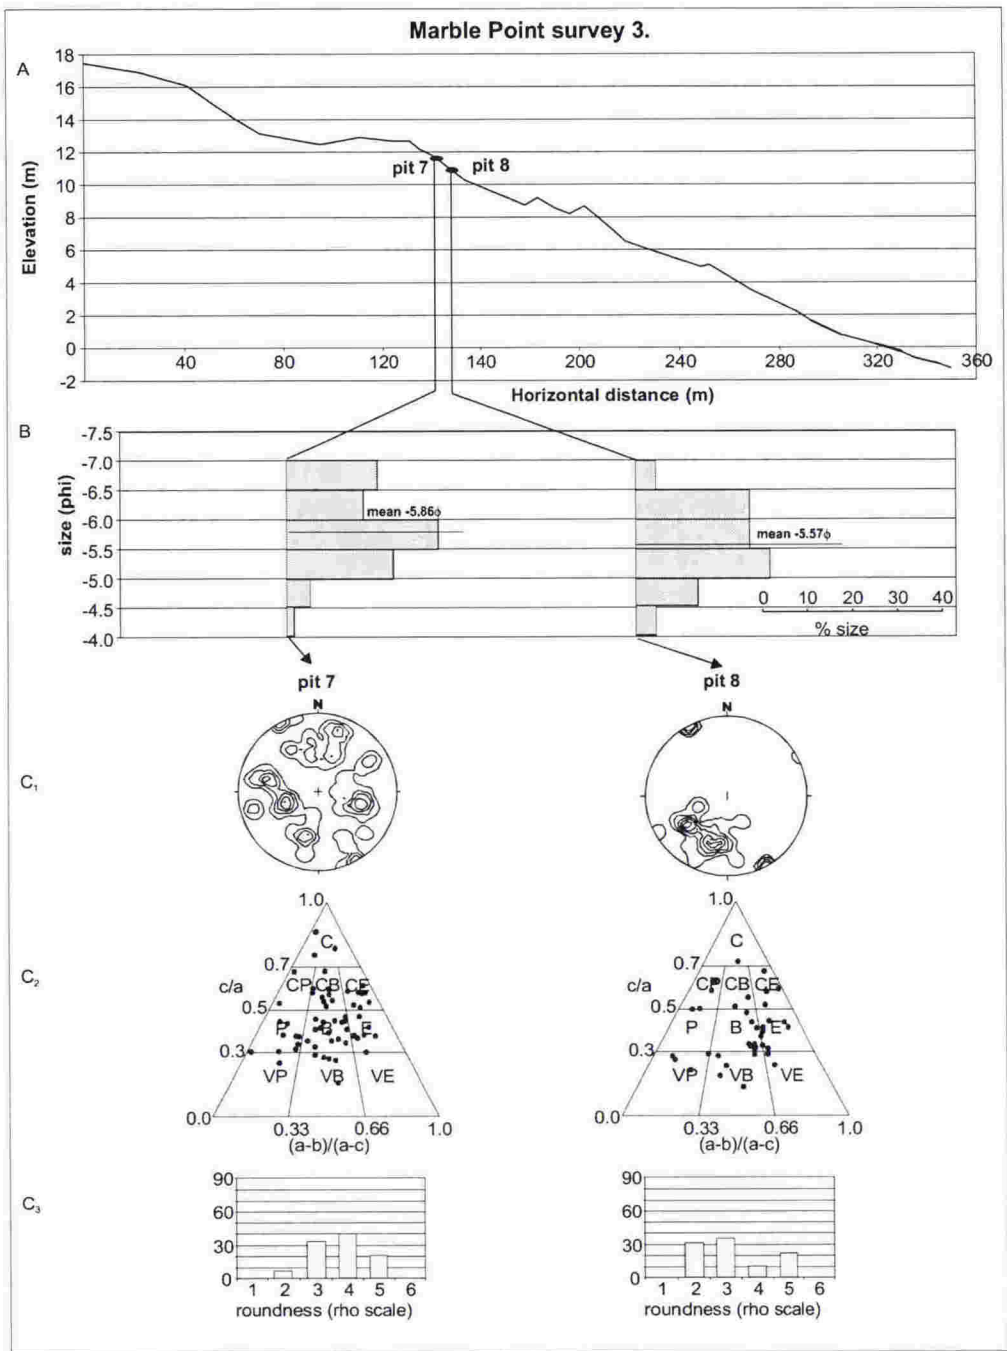 Marble Point survey 3.
A
Elevation (m)
18
16
14
12
10
8
6
4
2
0
-2
pit 7
pit 8
40 80 120 140 200 240 280 320 360
Horizontal distance (m)
B
size (phi)
-7.5
-7.0
-6.5
-6.0
-5.5
-5.0
-4.5
-4.0
mean -5.86ϕ
mean -5.57ϕ
0 10 20 30 40
% size
pit 7
pit 8
N
N
C₁
C₂
1.0
C
0.7
CP CB CE
c/a
0.5
P B E
0.3
VP VB VE
0.0
0.33 0.66 1.0
(a-b)/(a-c)
1.0
C
0.7
CP CB CE
c/a
0.5
P B E
0.3
VP VB VE
0.0
0.33 0.66 1.0
(a-b)/(a-c)
C₃
90
60
30
0
1 2 3 4 5 6
roundness (rho scale)
90
60
30
0
1 2 3 4 5 6
roundness (rho scale)